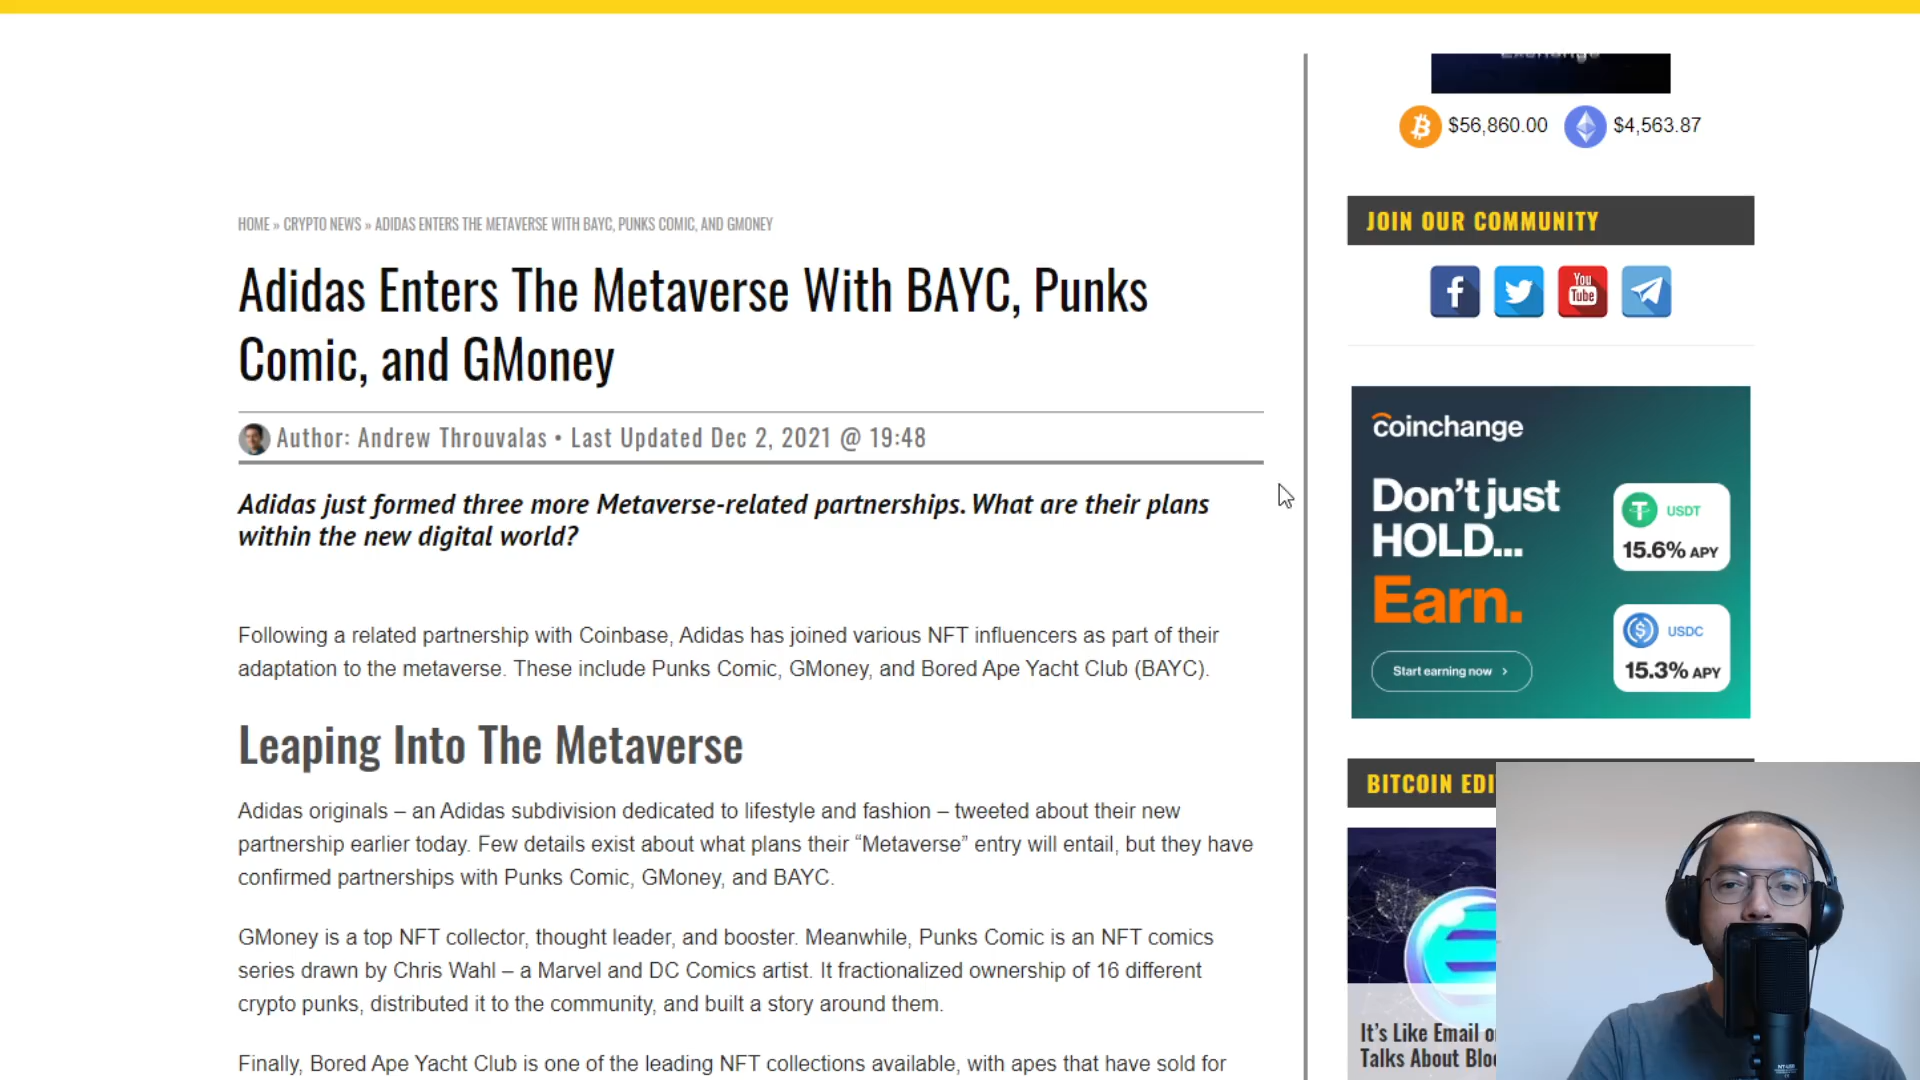 Exchange
$56,860.00 $4,563.87
HOME » CRYPTO NEWS » ADIDAS ENTERS THE METAVERSE WITH BAYC, PUNKS COMIC, AND GMONEY
Adidas Enters The Metaverse With BAYC, Punks
Comic, and GMoney
Author: Andrew Throuvalas • Last Updated Dec 2, 2021 @ 19:48
Adidas just formed three more Metaverse-related partnerships. What are their plans
within the new digital world?
Following a related partnership with Coinbase, Adidas has joined various NFT influencers as part of their
adaptation to the metaverse. These include Punks Comic, GMoney, and Bored Ape Yacht Club (BAYC).
Leaping Into The Metaverse
Adidas originals – an Adidas subdivision dedicated to lifestyle and fashion – tweeted about their new
partnership earlier today. Few details exist about what plans their “Metaverse” entry will entail, but they have
confirmed partnerships with Punks Comic, GMoney, and BAYC.
GMoney is a top NFT collector, thought leader, and booster. Meanwhile, Punks Comic is an NFT comics
series drawn by Chris Wahl – a Marvel and DC Comics artist. It fractionalized ownership of 16 different
crypto punks, distributed it to the community, and built a story around them.
Finally, Bored Ape Yacht Club is one of the leading NFT collections available, with apes that have sold for
JOIN OUR COMMUNITY
You
Tube
coinchange
Don't just
HOLD...
Earn.
Start earning now >
USDT
15.6% APY
USDC
15.3% APY
BITCOIN EDI
It's Like Email o
Talks About Blo